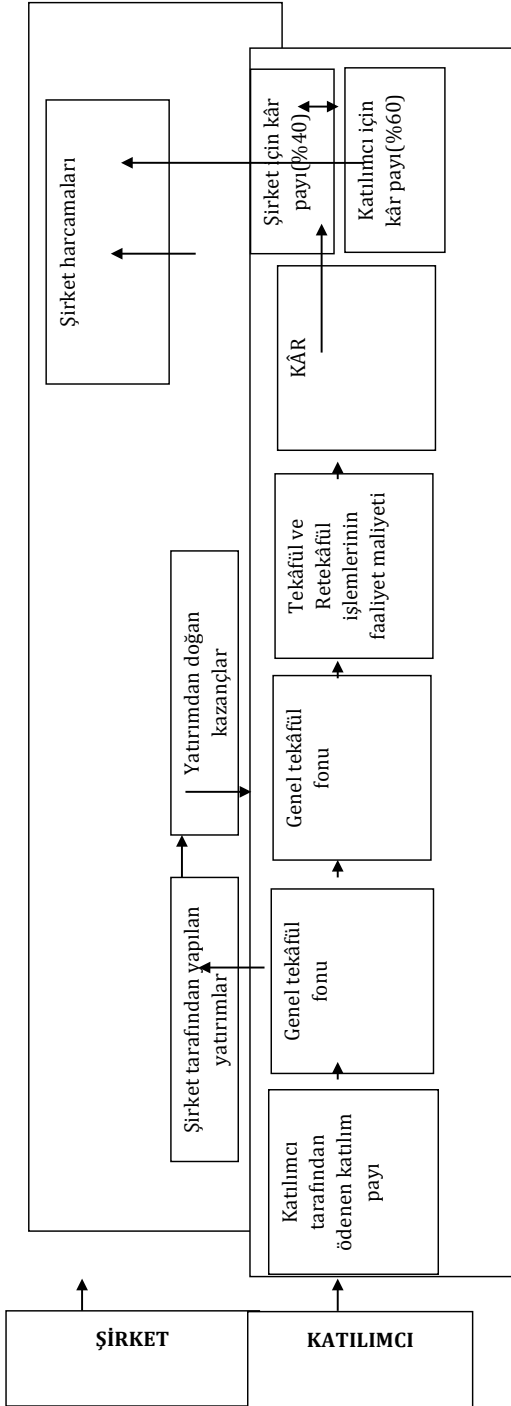 ŞİRKET
Şirket tarafından yapılan
yatırımlar
Yatırımdan doğan
kazançlar
Şirket harcamaları
KATILIMCI
Katılımcı
tarafından
ödenen katılım
payı
Genel tekâfül
fonu
Genel tekâfül
fonu
Tekâfül ve
Retekâfül
işlemlerinin
faaliyet maliyeti
KÂR
Şirket için kâr
payı(%40)
Katılımcı için
kâr payı(%60)